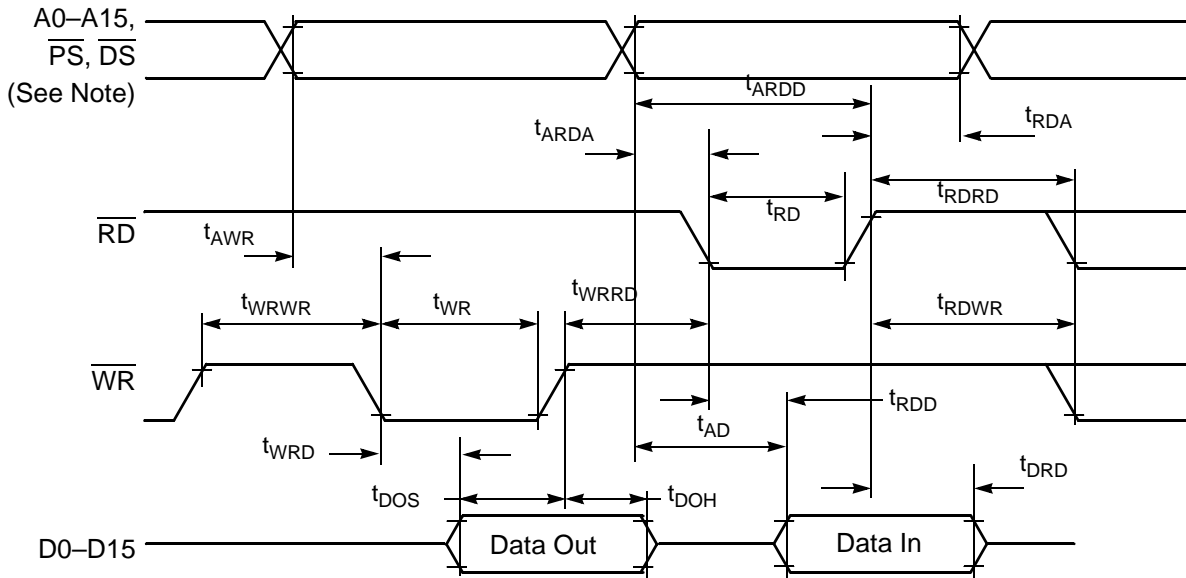 A0–A15,
PS, DS
(See Note)
tARDD
tRDA
tARDA
tRD
tRDRD
RD
tAWR
tWRWR
tWR
tWRRD
tRDWR
WR
tRDD
tAD
tWRD
tDRD
tDOS
tDOH
D0–D15
Data Out
Data In